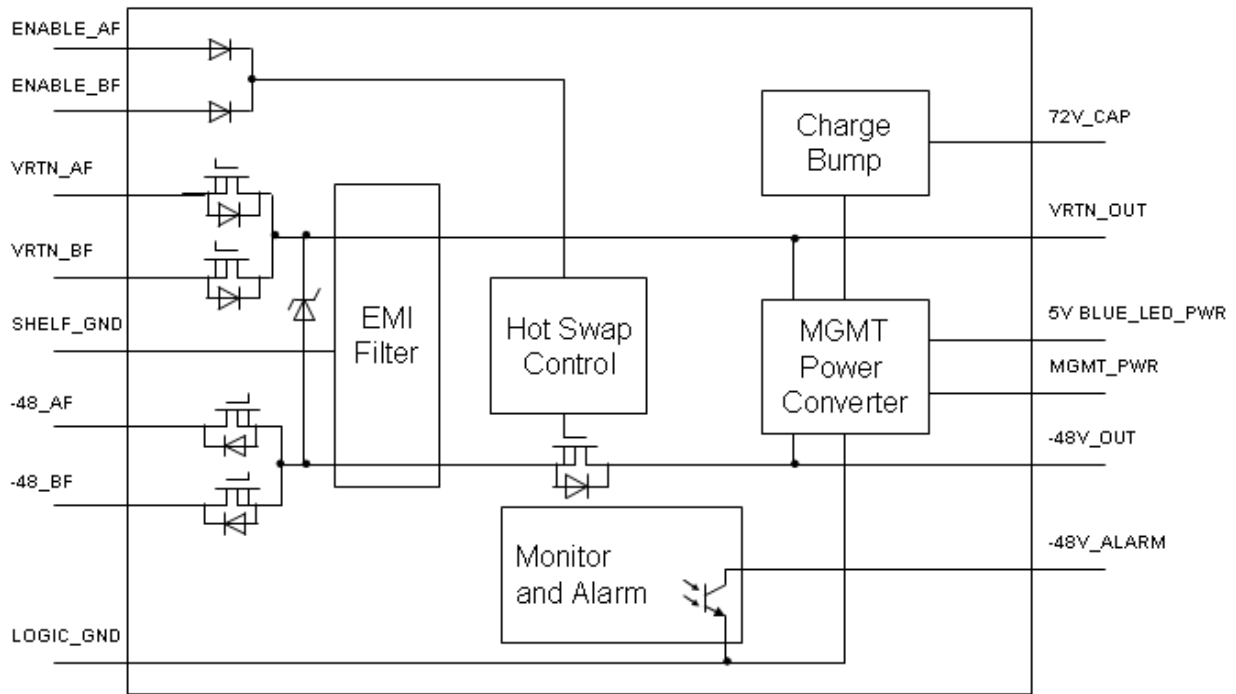 ENABLE_AF
ENABLE_BF
VRTN_AF
VRTN_BF
SHELF_GND
-48_AF
-48_BF
LOGIC_GND
EMI
Filter
Hot Swap
Control
Monitor
and Alarm
Charge
Bump
MGMT
Power
Converter
72V_CAP
VRTN_OUT
5V BLUE_LED_PWR
MGMT_PWR
-48V_OUT
-48V_ALARM